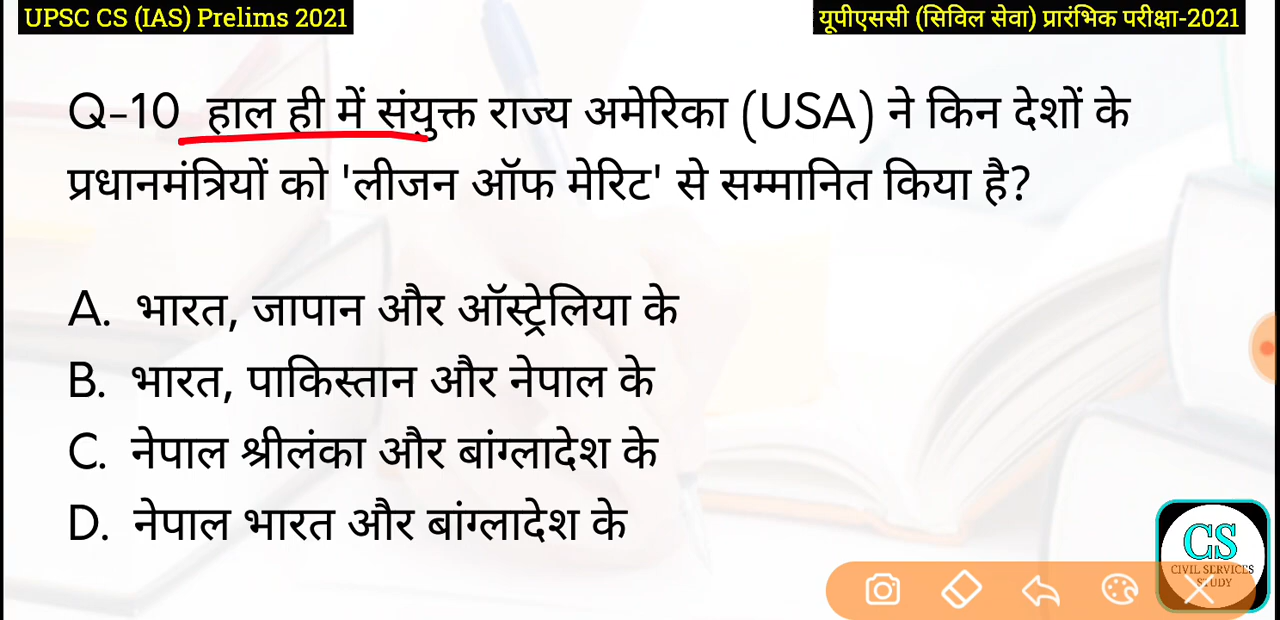 UPSC CS (IAS) Prelims 2021
यूपीएससी (सिविल सेवा) प्रारंभिक परीक्षा-2021
Q-10 हाल ही में संयुक्त राज्य अमेरिका (USA) ने किन देशों के
प्रधानमंत्रियों को 'लीजन ऑफ मेरिट' से सम्मानित किया है?
A. भारत, जापान और ऑस्ट्रेलिया के
B. भारत, पाकिस्तान और नेपाल के
C. नेपाल श्रीलंका और बांग्लादेश के
D. नेपाल भारत और बांग्लादेश के
CS
CIVIL SERVICES
STUDY